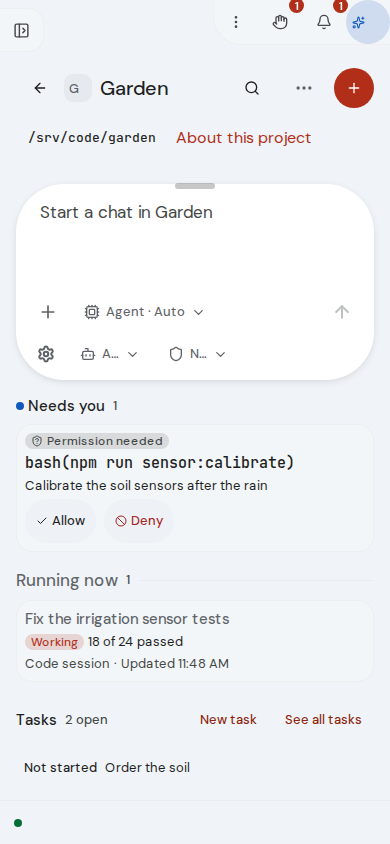 1
1
G
Garden
/srv/code/garden
About this project
Start a chat in Garden
Agent · Auto
A…
N…
Needs you 1
Permission needed
bash(npm run sensor:calibrate)
Calibrate the soil sensors after the rain
Allow
Deny
Running now 1
Fix the irrigation sensor tests
Working 18 of 24 passed
Code session · Updated 11:48 AM
Tasks 2 open
New task
See all tasks
Not started Order the soil